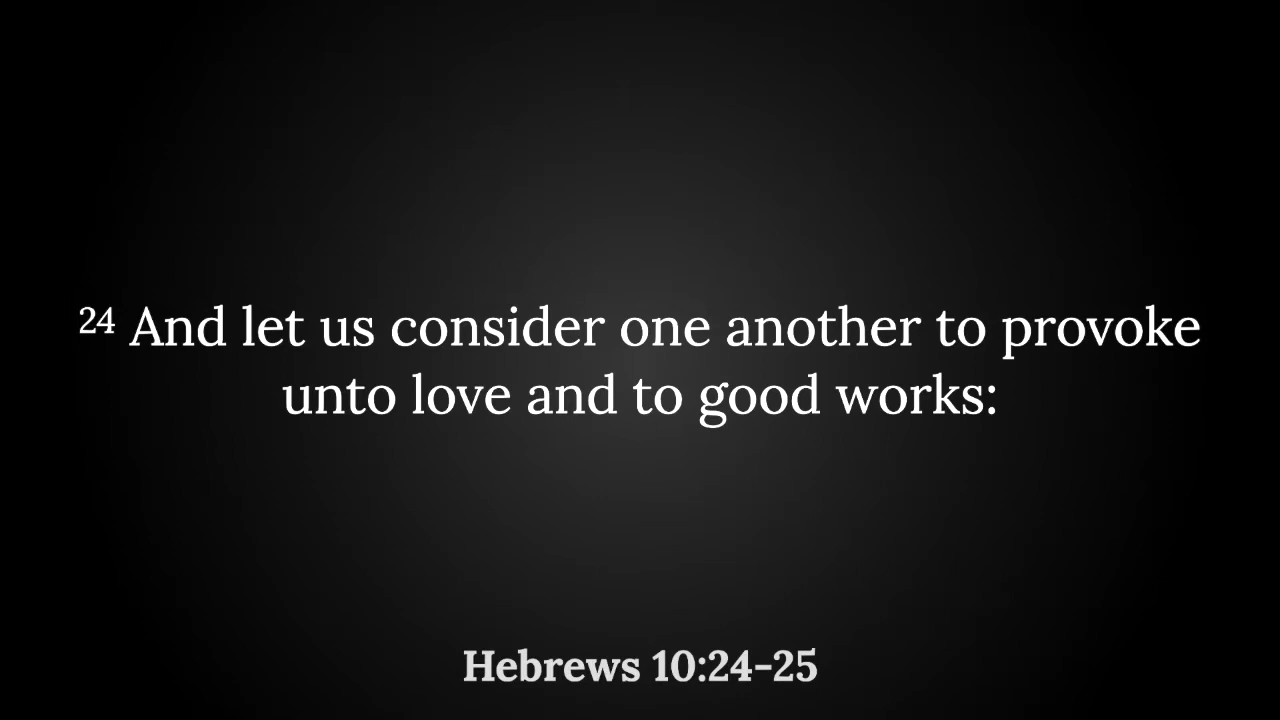 24 And let us consider one another to provoke
unto love and to good works:
Hebrews 10:24-25